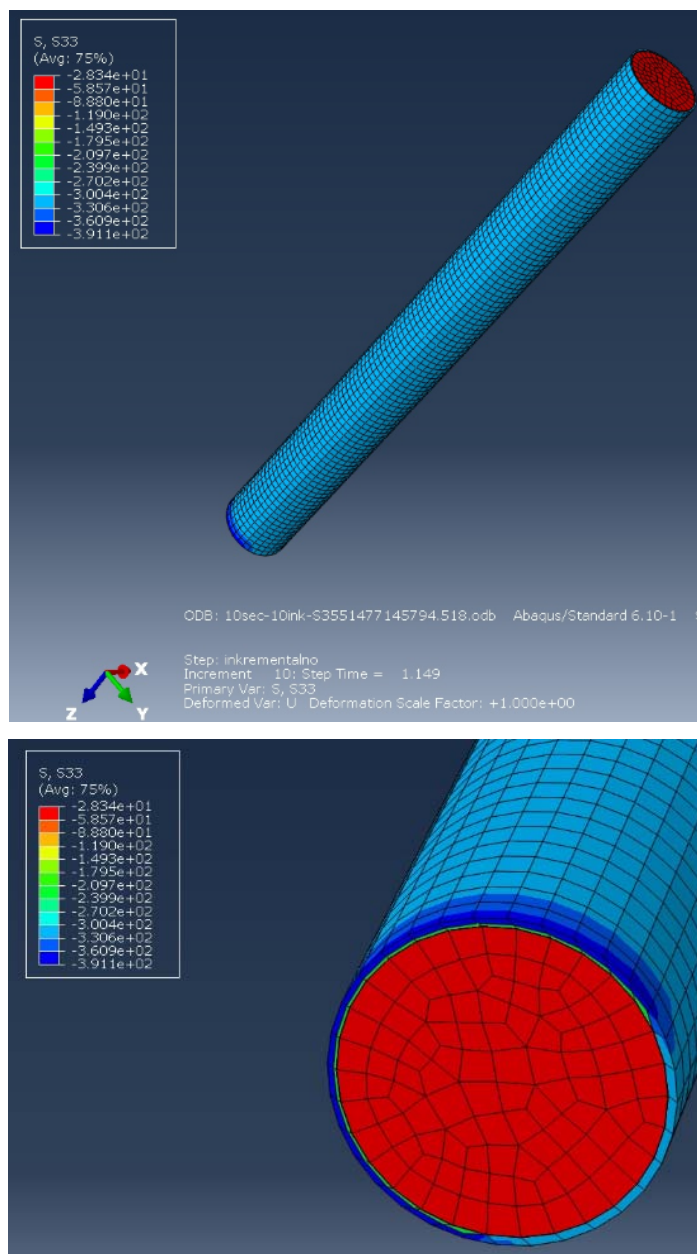 S, S33
(Avg: 75%)
-2.834e+01
-5.857e+01
-8.880e+01
-1.190e+02
-1.493e+02
-1.795e+02
-2.097e+02
-2.399e+02
-2.702e+02
-3.004e+02
-3.306e+02
-3.609e+02
-3.911e+02
ODB: 10sec-10ink-S3551477145794.518.odb Abaqus/Standard 6.10-1
Step: inkrementalno
Increment 10: Step Time = 1.149
Primary Var: S, S33
Deformed Var: U Deformation Scale Factor: +1.000e+00
X
Z
Y
S, S33
(Avg: 75%)
-2.834e+01
-5.857e+01
-8.880e+01
-1.190e+02
-1.493e+02
-1.795e+02
-2.097e+02
-2.399e+02
-2.702e+02
-3.004e+02
-3.306e+02
-3.609e+02
-3.911e+02